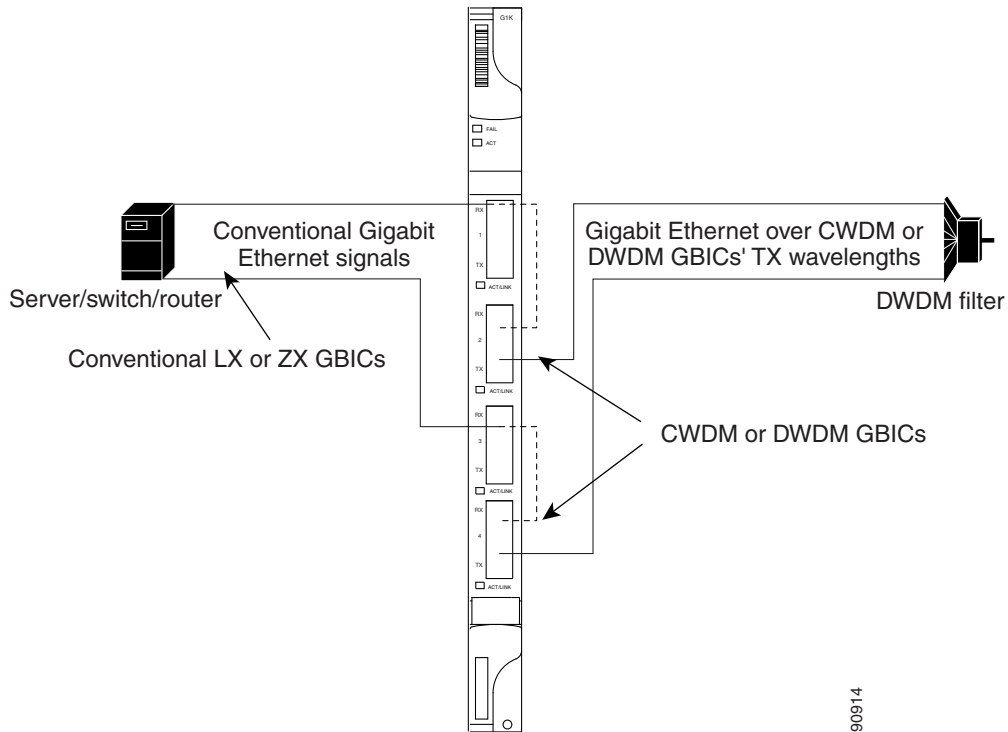 G1K
FAIL
ACT
RX
1
TX
ACT/LINK
Conventional Gigabit
Ethernet signals
Gigabit Ethernet over CWDM or
DWDM GBICs' TX wavelengths
Server/switch/router
DWDM filter
RX
2
TX
ACT/LINK
Conventional LX or ZX GBICs
RX
3
TX
ACT/LINK
CWDM or DWDM GBICs
RX
4
TX
ACT/LINK
90914